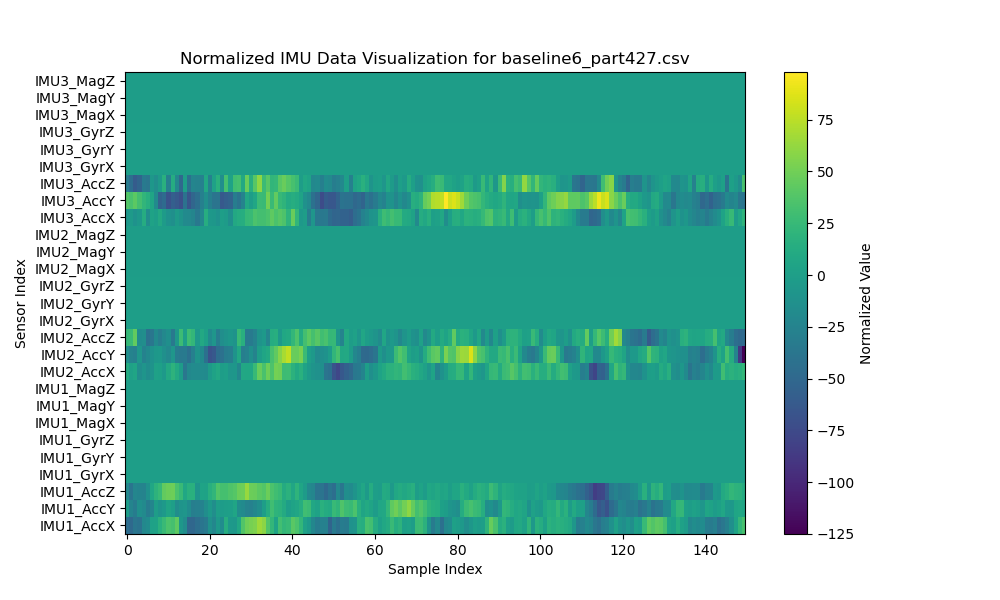 Normalized IMU Data Visualization for baseline6_part427.csv
IMU3_MagZ
IMU3_MagY
IMU3_MagX
IMU3_GyrZ
IMU3_GyrY
IMU3_GyrX
IMU3_AccZ
IMU3_AccY
IMU3_AccX
IMU2_MagZ
IMU2_MagY
IMU2_MagX
IMU2_GyrZ
IMU2_GyrY
IMU2_GyrX
IMU2_AccZ
IMU2_AccY
IMU2_AccX
IMU1_MagZ
IMU1_MagY
IMU1_MagX
IMU1_GyrZ
IMU1_GyrY
IMU1_GyrX
IMU1_AccZ
IMU1_AccY
IMU1_AccX
Sensor Index
0 20 40 60 80 100 120 140
Sample Index
75
50
25
0
−25
−50
−75
−100
−125
Normalized Value